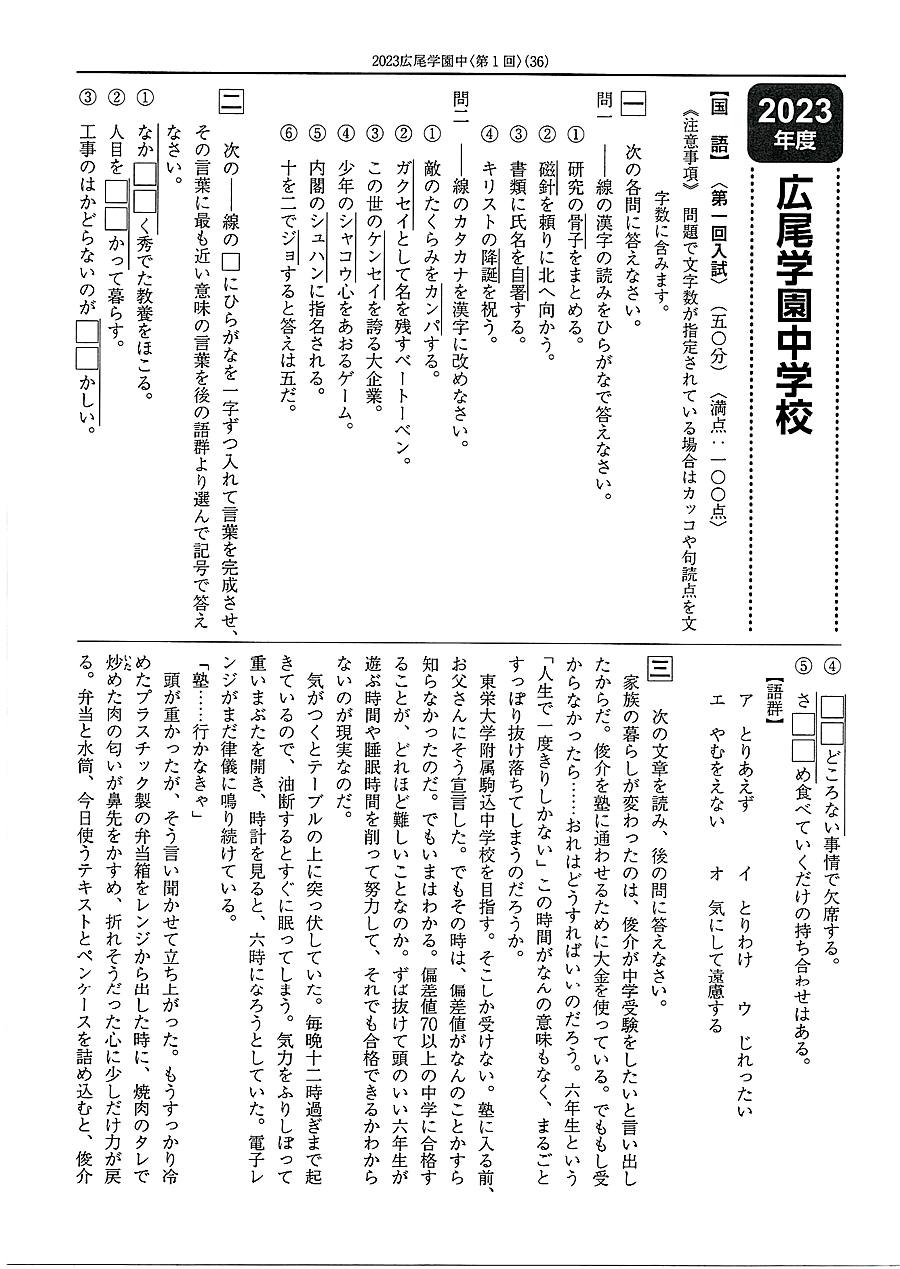 2023広尾学園中〈第1回〉(36)
2023年度
広尾学園中学校
【国語】〈第一回入試〉(五〇分)〈満点：一〇〇点〉
《注意事項》 問題で文字数が指定されている場合はカッコや句読点を文
字数に含みます。
一 次の各問に答えなさい。
問一 ――線の漢字の読みをひらがなで答えなさい。
① 研究の骨子をまとめる。
② 磁針を頼りに北へ向かう。
③ 書類に氏名を自署する。
④ キリストの降誕を祝う。
問二 ――線のカタカナを漢字に改めなさい。
① 敵のたくらみをカンパする。
② ガクセイとして名を残すベートーベン。
③ この世のケンセイを誇る大企業。
④ 少年のシャコウ心をあおるゲーム。
⑤ 内閣のシュハンに指名される。
⑥ 十を二でジョすると答えは五だ。
二 次の――線の□にひらがなを一字ずつ入れて言葉を完成させ、
その言葉に最も近い意味の言葉を後の語群より選んで記号で答え
なさい。
① なか□□く秀でた教養をほこる。
② 人目を□□かって暮らす。
③ 工事のはかどらないのが□□かしい。
④ □□どころない事情で欠席する。
⑤ さ□□め食べていくだけの持ち合わせはある。
【語群】
ア とりあえず イ とりわけ ウ じれったい
エ やむをえない オ 気にして遠慮する
三 次の文章を読み、後の問に答えなさい。
家族の暮らしが変わったのは、俊介が中学受験をしたいと言い出し
たからだ。俊介を塾に通わせるために大金を使っている。でももし受
からなかったら……おれはどうすればいいのだろう。六年生という
「人生で一度きりしかない」この時間がなんの意味もなく、まるごと
すっぽり抜け落ちてしまうのだろうか。
東栄大学附属駒込中学校を目指す。そこしか受けない。塾に入る前、
お父さんにそう宣言した。でもその時は、偏差値がなんのことかすら
知らなかったのだ。でもいまはわかる。偏差値70以上の中学に合格す
ることが、どれほど難しいことなのか。ずば抜けて頭のいい六年生が
遊ぶ時間や睡眠時間を削って努力して、それでも合格できるかわから
ないのが現実なのだ。
気がつくとテーブルの上に突っ伏していた。毎晩十二時過ぎまで起
きているので、油断するとすぐに眠ってしまう。気力をふりしぼって
重いまぶたを開き、時計を見ると、六時になろうとしていた。電子レ
ンジがまだ律儀に鳴り続けている。
「塾……行かなきゃ」
頭が重かったが、そう言い聞かせて立ち上がった。もうすっかり冷
めたプラスチック製の弁当箱をレンジから出した時に、焼肉のタレで
炒めた肉の匂いが鼻先をかすめ、折れそうだった心に少しだけ力が戻
る。弁当と水筒、今日使うテキストとペンケースを詰め込むと、俊介